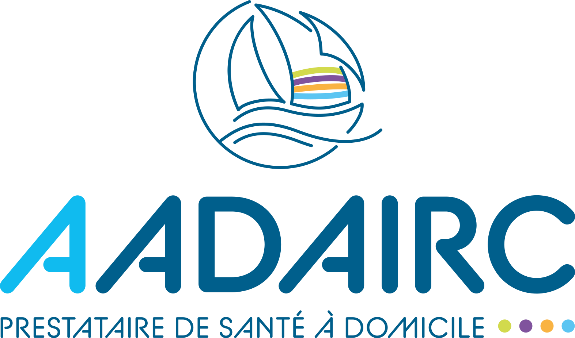 AADAIRC
PRESTATAIRE DE SANTÉ À DOMICILE